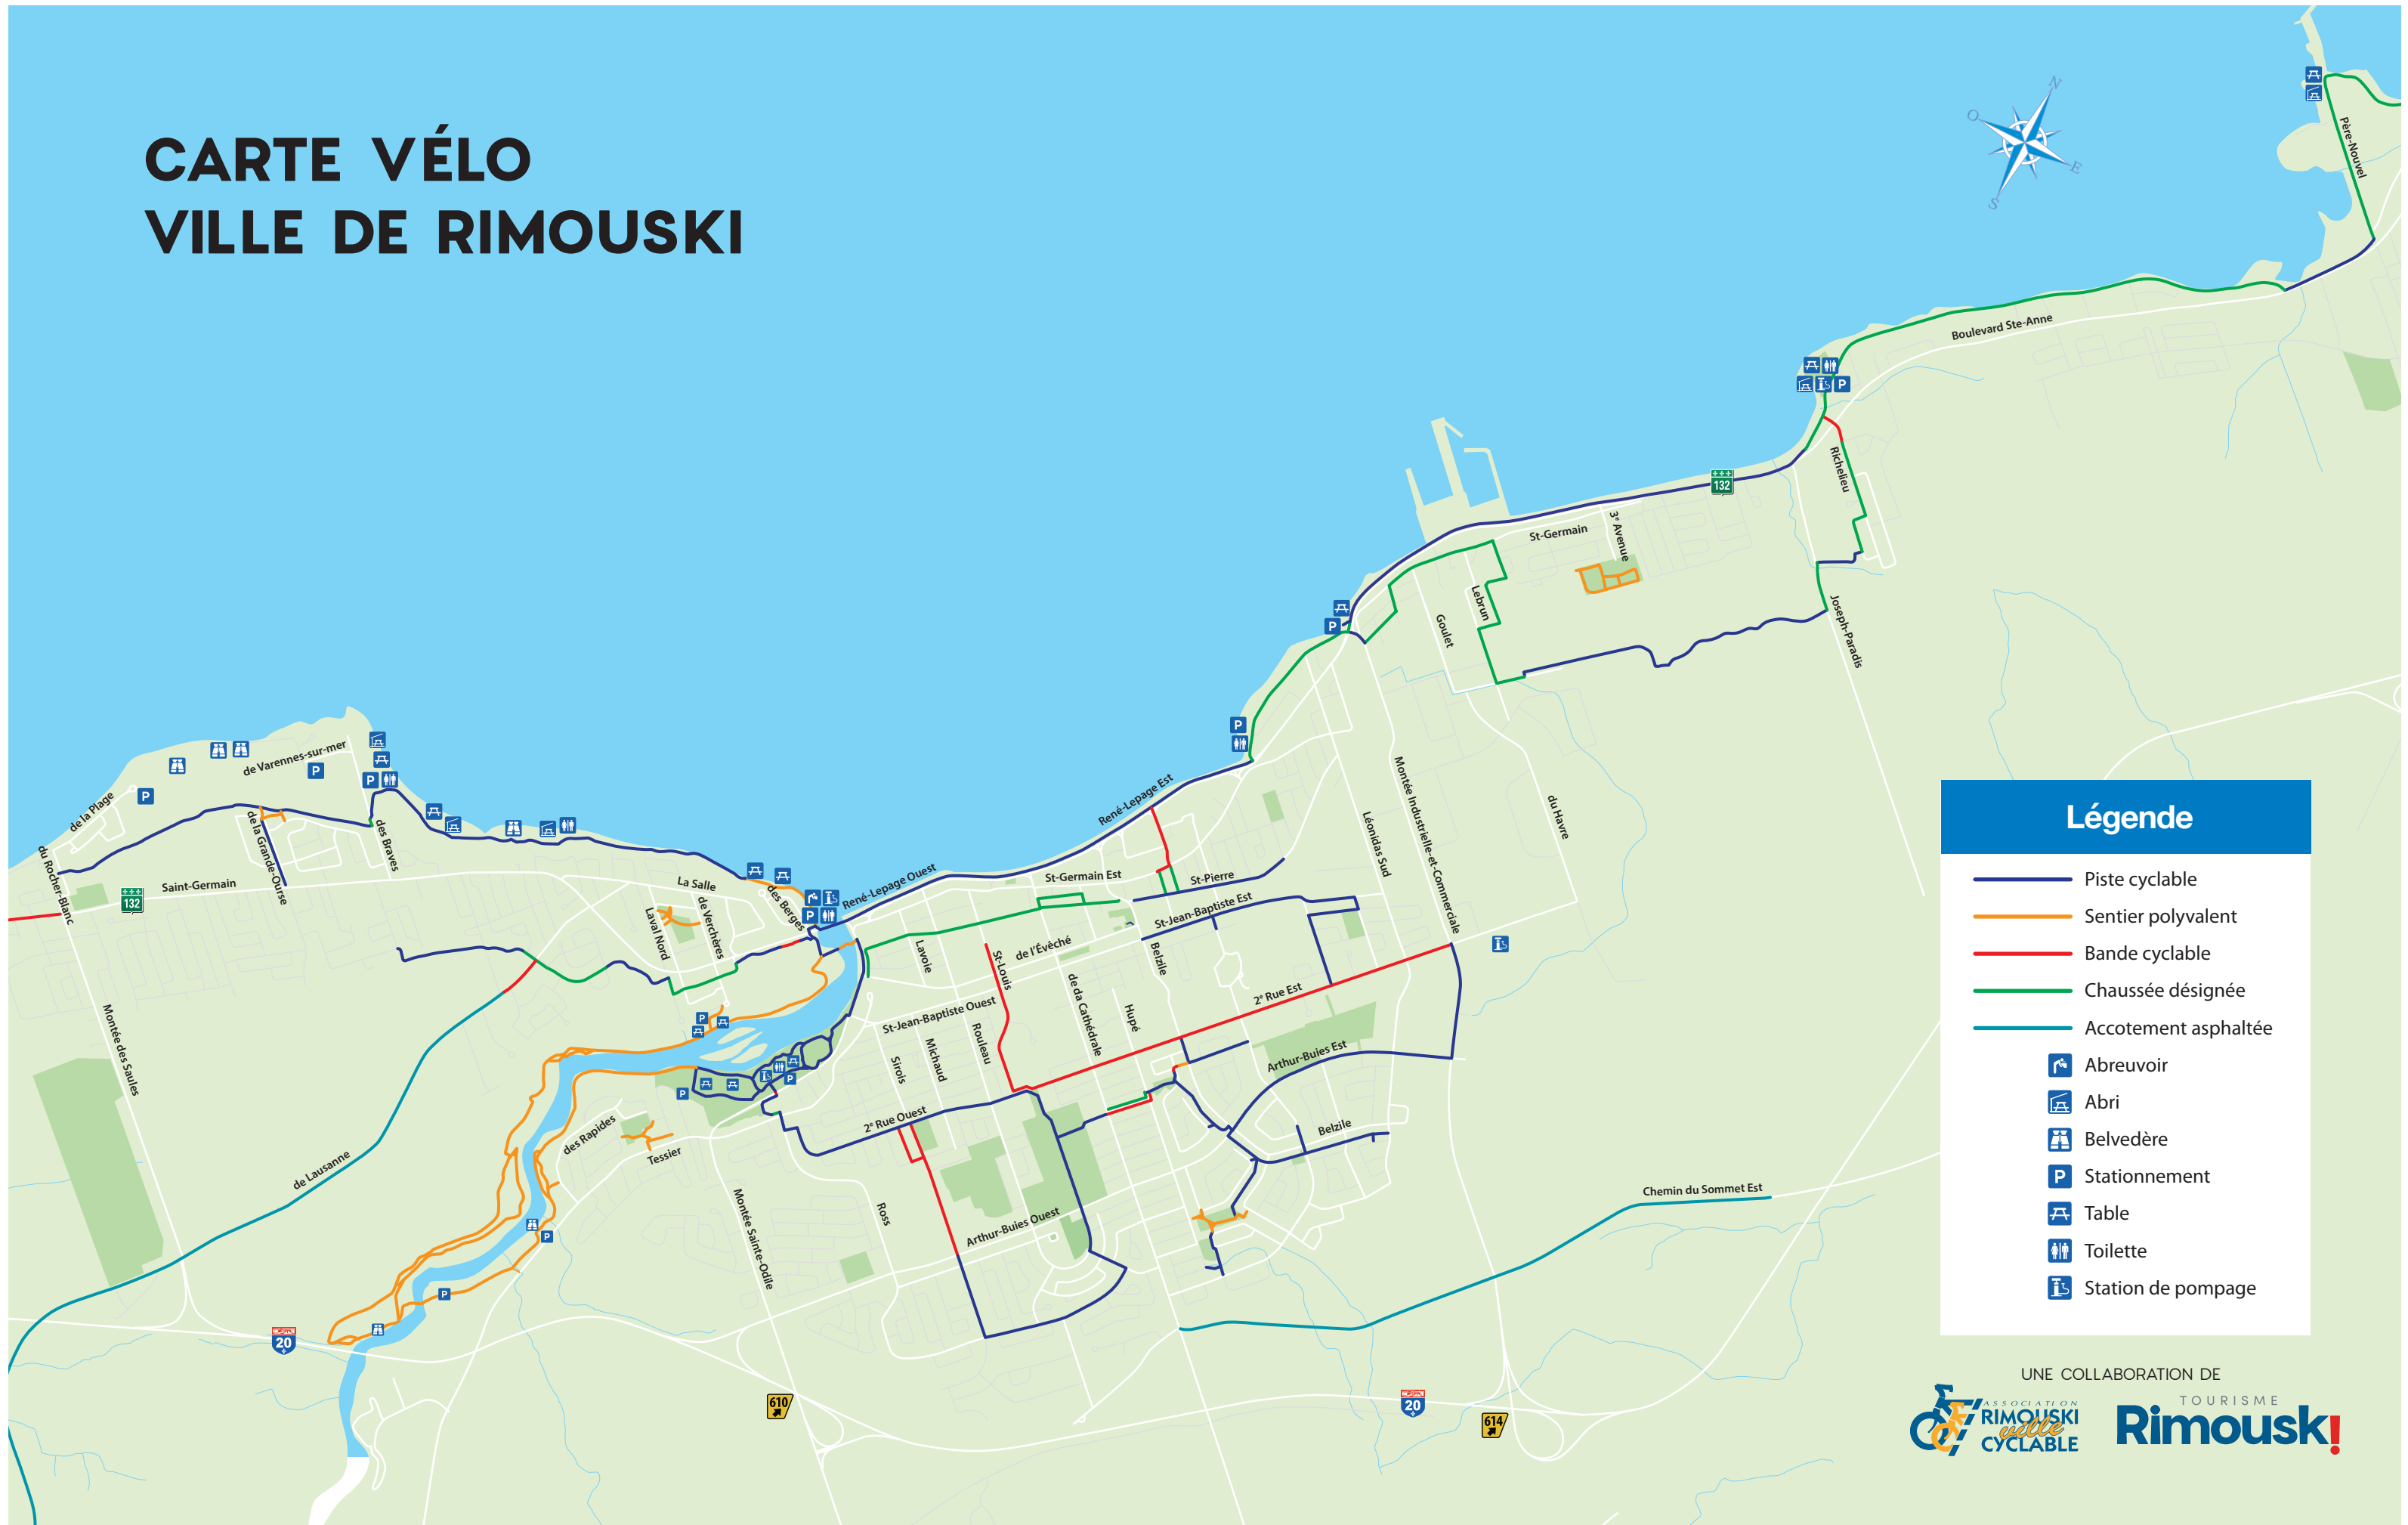 CARTE VÉLO
VILLE DE RIMOUSKI
N
O
E
S
Père-Nouvel
Boulevard Ste-Anne
132
Richelieu
St-Germain
3e Avenue
Lebrun
Goulet
Joseph-Paradis
P
P
P
de Varennes-sur-mer
P
P
P
de la Plage
de la Grande-Ourse
des Braves
du Rocher-Blanc
Saint-Germain
132
La Salle
des Berges
de Verchères
Laval Nord
P
René-Lepage Ouest
René-Lepage Est
St-Germain Est
St-Pierre
St-Jean-Baptiste Est
de l'Évêché
Belzile
Lavoie
St-Louis
de da Cathédrale
Hupé
2e Rue Est
Léonidas Sud
Montée Industrielle-et-Commerciale
du Havre
St-Jean-Baptiste Ouest
Rouleau
Michaud
Sirois
Arthur-Buies Est
Belzile
2e Rue Ouest
Montée des Saules
de Lausanne
P
P
P
des Rapides
Tessier
P
P
Montée Sainte-Odile
Ross
Arthur-Buies Ouest
Chemin du Sommet Est
20
610
20
614
Légende
Piste cyclable
Sentier polyvalent
Bande cyclable
Chaussée désignée
Accotement asphaltée
Abreuvoir
Abri
Belvedère
P Stationnement
Table
Toilette
Station de pompage
UNE COLLABORATION DE
ASSOCIATION
RIMOUSKI
ville
CYCLABLE
TOURISME
Rimousk!